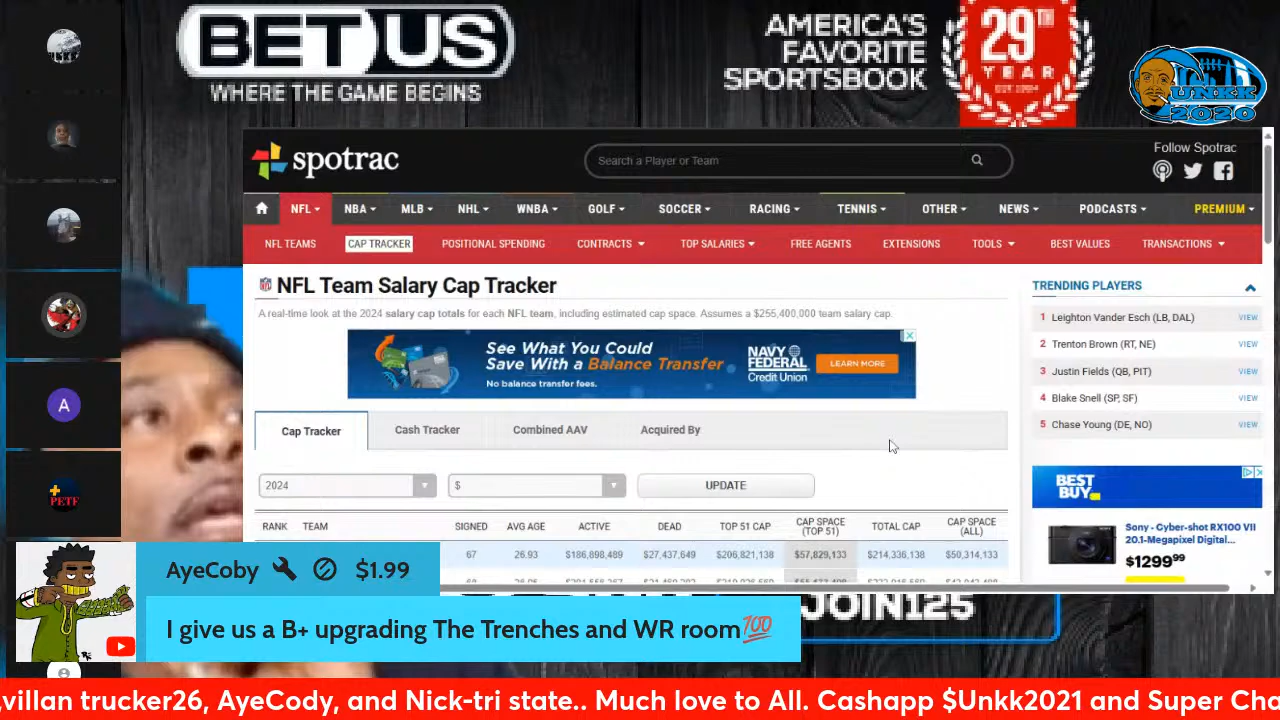 BETUS
WHERE THE GAME BEGINS
AMERICA'S
FAVORITE
SPORTSBOOK
29TH
YEAR
UNKK
2020
spotrac
Search a Player or Team
Follow Spotrac
NFL NBA MLB NHL WNBA GOLF SOCCER RACING TENNIS OTHER NEWS PODCASTS PREMIUM
NFL TEAMS CAP TRACKER POSITIONAL SPENDING CONTRACTS TOP SALARIES FREE AGENTS EXTENSIONS TOOLS BEST VALUES TRANSACTIONS
NFL Team Salary Cap Tracker
A real-time look at the 2024 salary cap totals for each NFL team, including estimated cap space. Assumes a $255,400,000 team salary cap.
See What You Could
Save With a Balance Transfer
No balance transfer fees.
NAVY
FEDERAL
Credit Union
LEARN MORE
TRENDING PLAYERS
1 Leighton Vander Esch (LB, DAL) VIEW
2 Trenton Brown (RT, NE) VIEW
3 Justin Fields (QB, PIT) VIEW
4 Blake Snell (SP, SF) VIEW
5 Chase Young (DE, NO) VIEW
Cap Tracker Cash Tracker Combined AAV Acquired By
2024 $ UPDATE
RANK TEAM SIGNED AVG AGE ACTIVE DEAD TOP 51 CAP CAP SPACE (TOP 51) TOTAL CAP CAP SPACE (ALL)
67 26.93 $186,898,489 $27,437,649 $206,821,138 $57,829,133 $214,336,138 $50,314,133
BEST
BUY
Sony - Cyber-shot RX100 VII
20.1-Megapixel Digital...
$1299.99
A
PETF
JOIN125
AyeCoby $1.99
I give us a B+ upgrading The Trenches and WR room💯
,villan trucker26, AyeCody, and Nick-tri state.. Much love to All. Cashapp $Unkk2021 and Super Cha